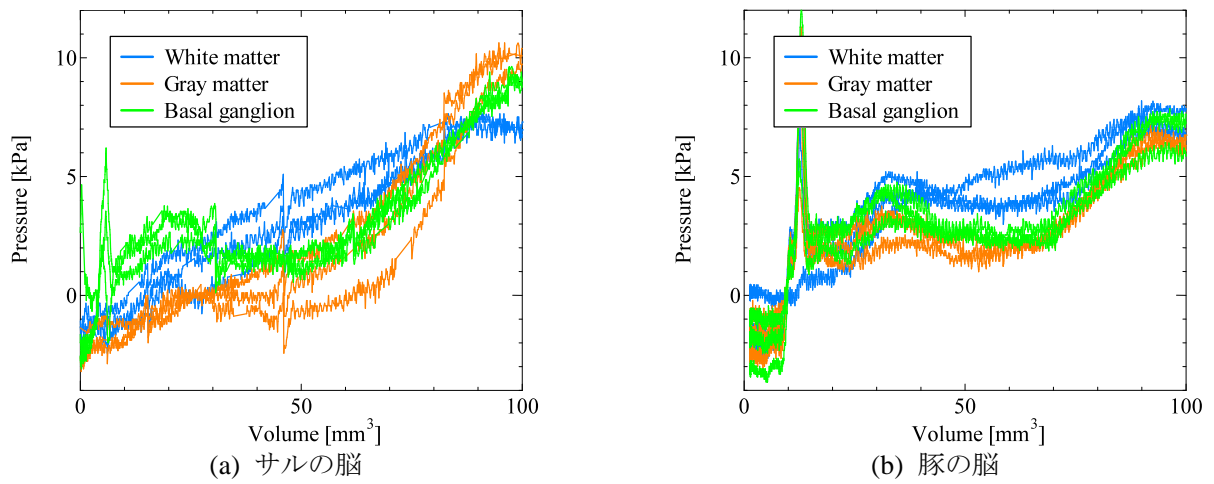 White matter
Gray matter
Basal ganglion
Pressure [kPa]
10
5
0
0
50
100
Volume [mm³]
(a) サルの脳
White matter
Gray matter
Basal ganglion
Pressure [kPa]
10
5
0
0
50
100
Volume [mm³]
(b) 豚の脳